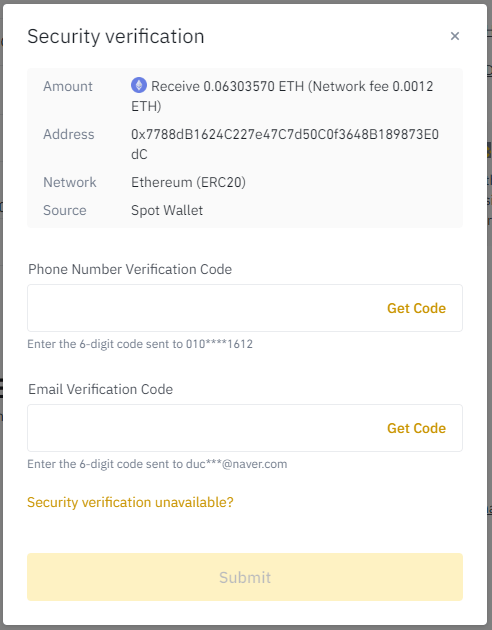 Security verification
×
Amount
Receive 0.06303570 ETH (Network fee 0.0012
ETH)
Address
0x7788dB1624C227e47C7d50C0f3648B189873E0
dC
Network
Ethereum (ERC20)
Source
Spot Wallet
Phone Number Verification Code
Get Code
Enter the 6-digit code sent to 010****1612
Email Verification Code
Get Code
Enter the 6-digit code sent to duc***@naver.com
Security verification unavailable?
Submit